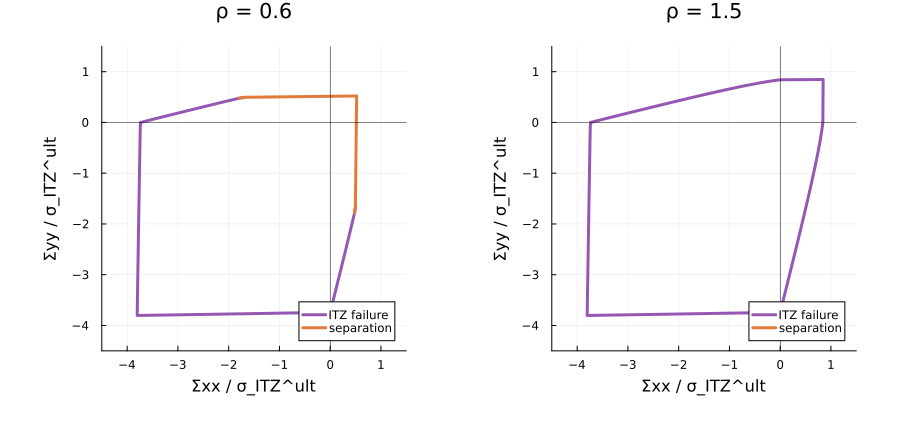 ρ = 0.6
1
0
−1
−2
−3
−4
Σyy / σ_ITZ^ult
ITZ failure
separation
−4
−3
−2
−1
0
1
Σxx / σ_ITZ^ult
ρ = 1.5
1
0
−1
−2
−3
−4
Σyy / σ_ITZ^ult
ITZ failure
separation
−4
−3
−2
−1
0
1
Σxx / σ_ITZ^ult